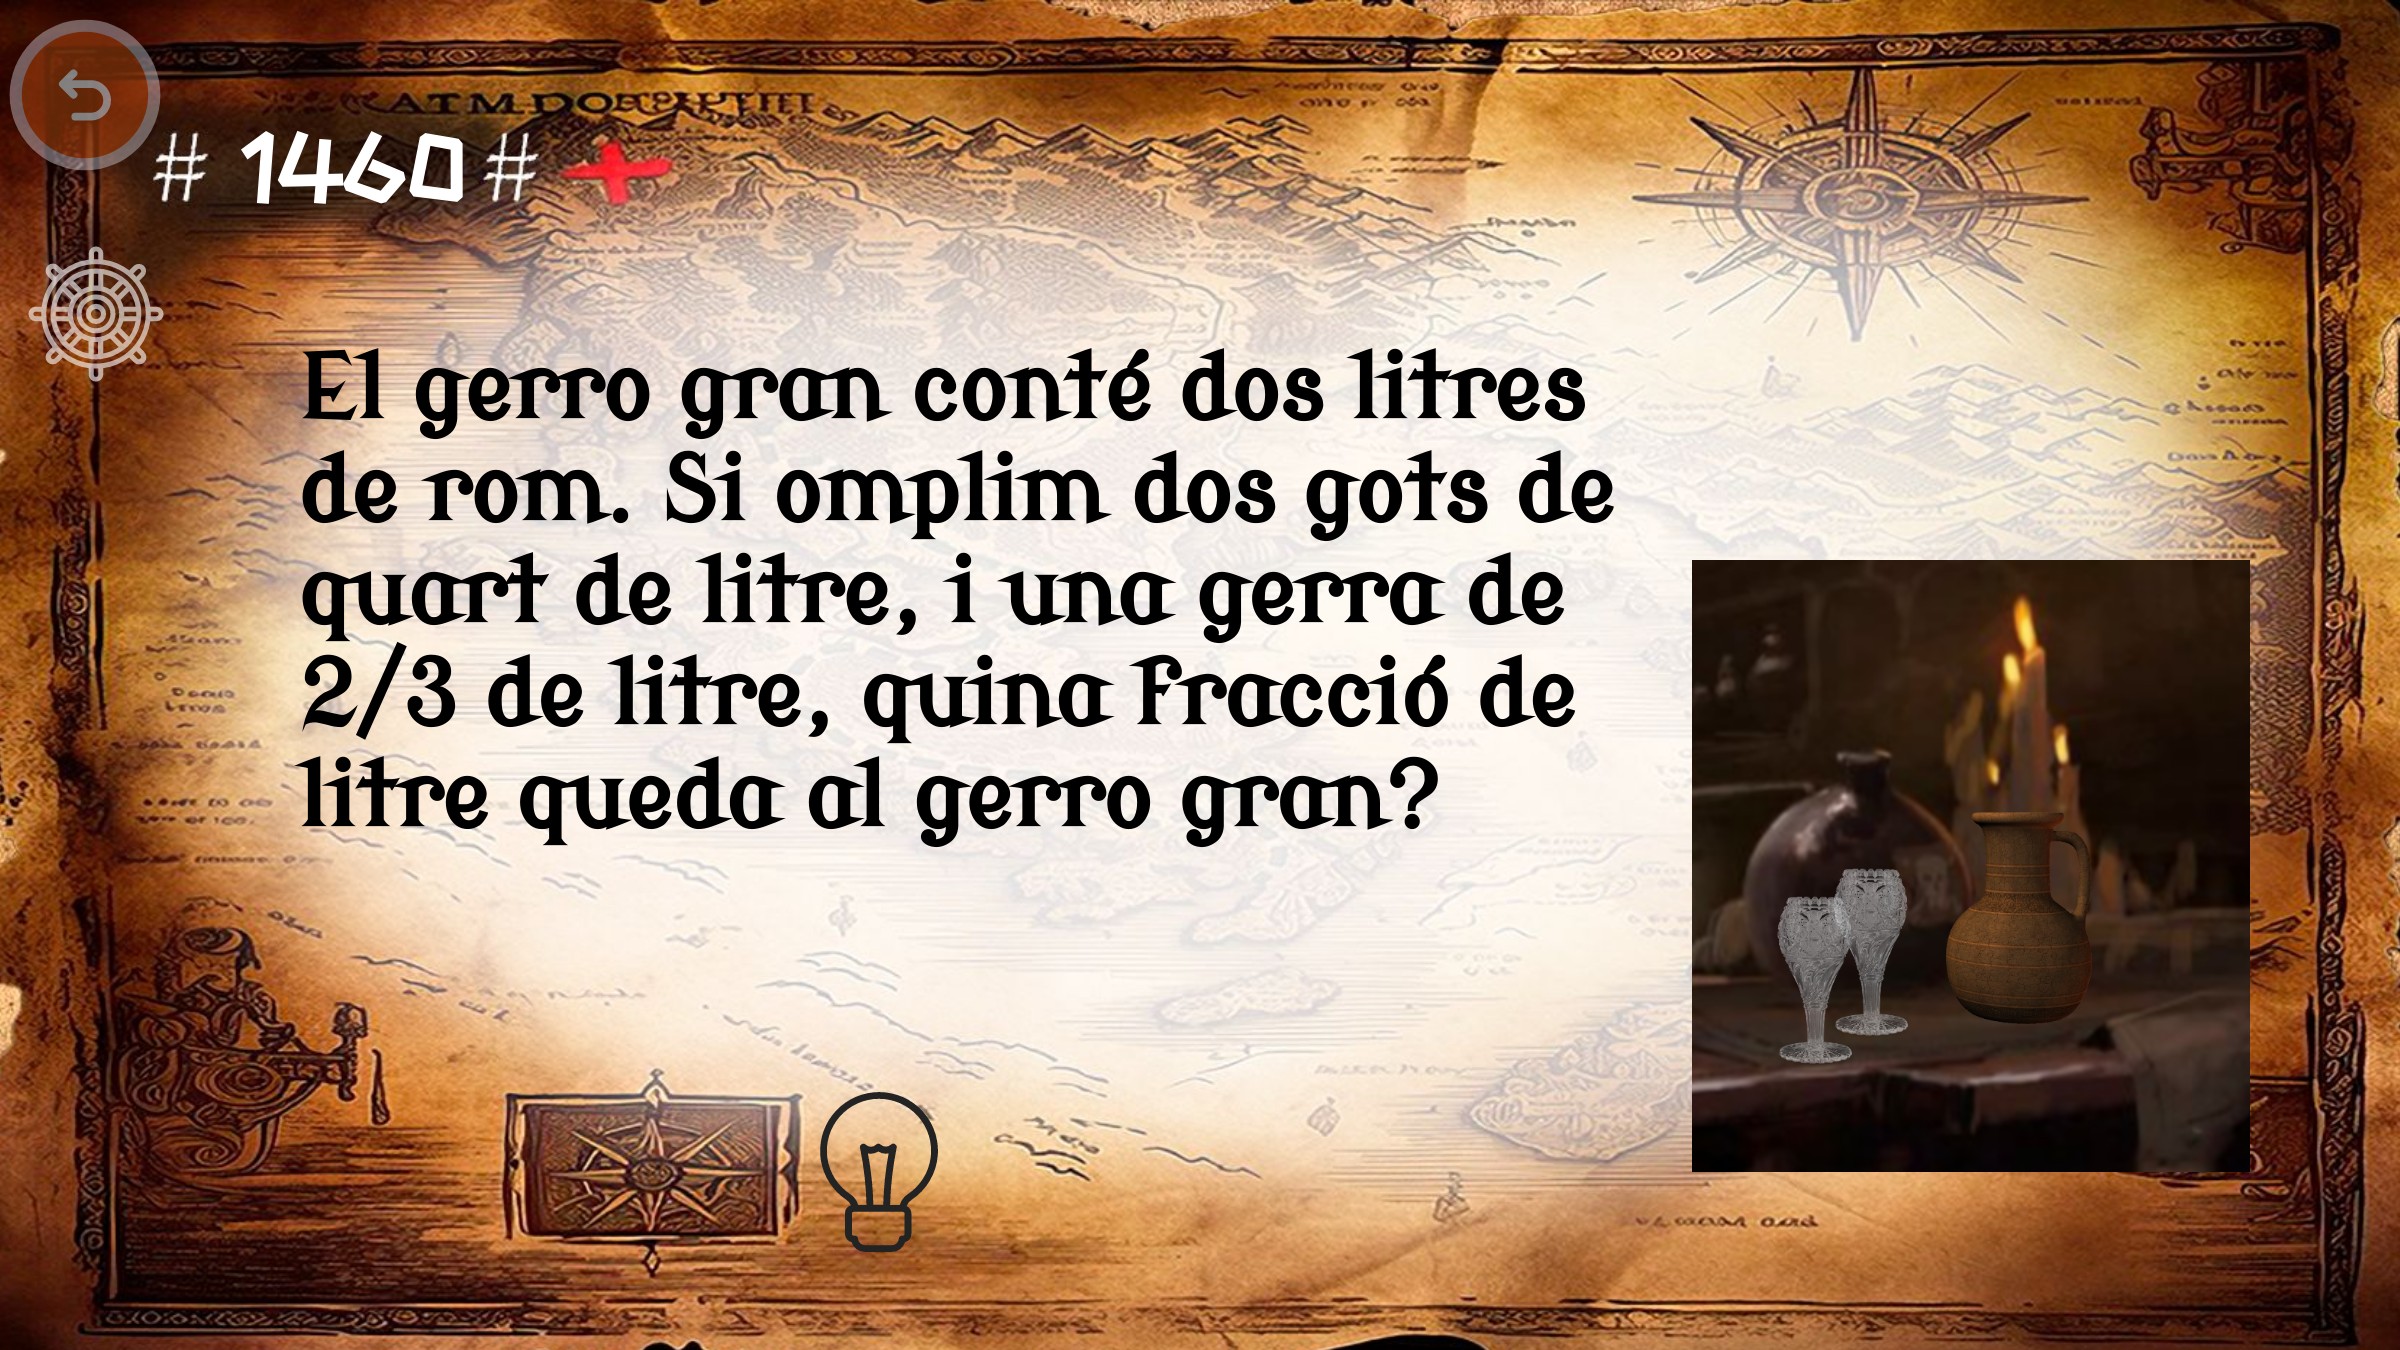 # 1460 #
El gerro gran conté dos litres
de rom. Si omplim dos gots de
quart de litre, i una gerra de
2/3 de litre, quina fracció de
litre queda al gerro gran?